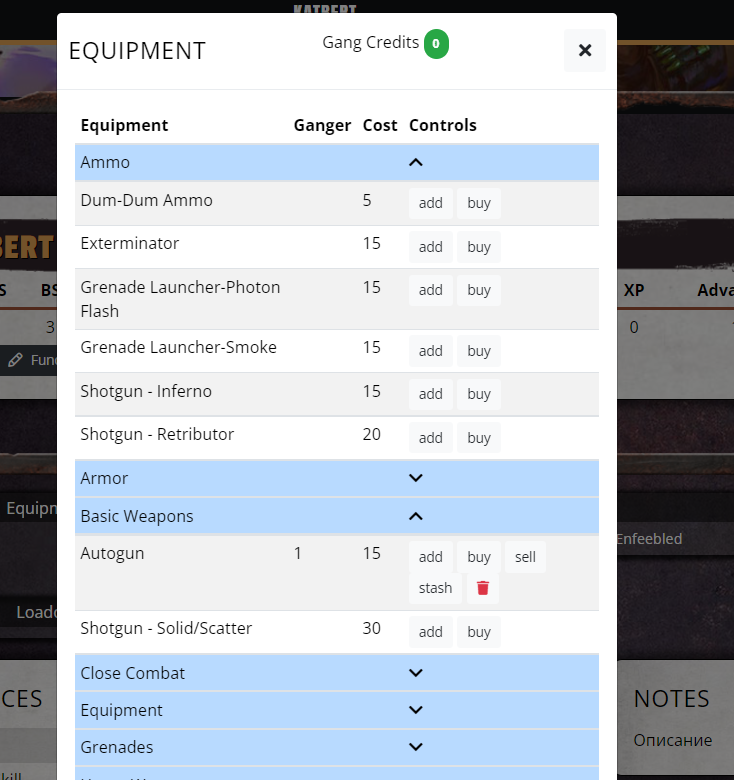 KATBERT
EQUIPMENT
Gang Credits 0
Equipment Ganger Cost Controls
Ammo
Dum-Dum Ammo 5 add buy
Exterminator 15 add buy
Grenade Launcher-Photon
Flash 15 add buy
Grenade Launcher-Smoke 15 add buy
Shotgun - Inferno 15 add buy
Shotgun - Retributor 20 add buy
Armor
Basic Weapons
Autogun 1 15 add buy sell
stash
Shotgun - Solid/Scatter 30 add buy
Close Combat
Equipment
Grenades
BERT
S BS
3
Fun
XP Adva
0
Equipm
Enfeebled
Loado
CES
kill
NOTES
Описание